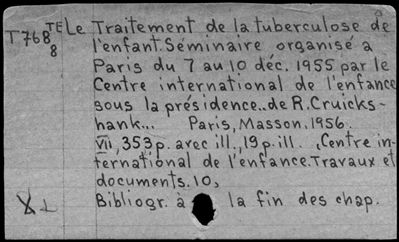 T768 TE Le Traitement de la tuberculose de
8 l'enfant. Séminaire organisé à
Paris du 7 au 10 déc. 1955 par le
Centre international de l'enfance
sous la présidence.. de R. Cruicks-
hank... Paris, Masson, 1956.
VII, 353 p. avec ill., 19 p. ill. (Centre in-
ternational de l'enfance. Travaux et
documents. 10,
Bibliogr. à la fin des chap.